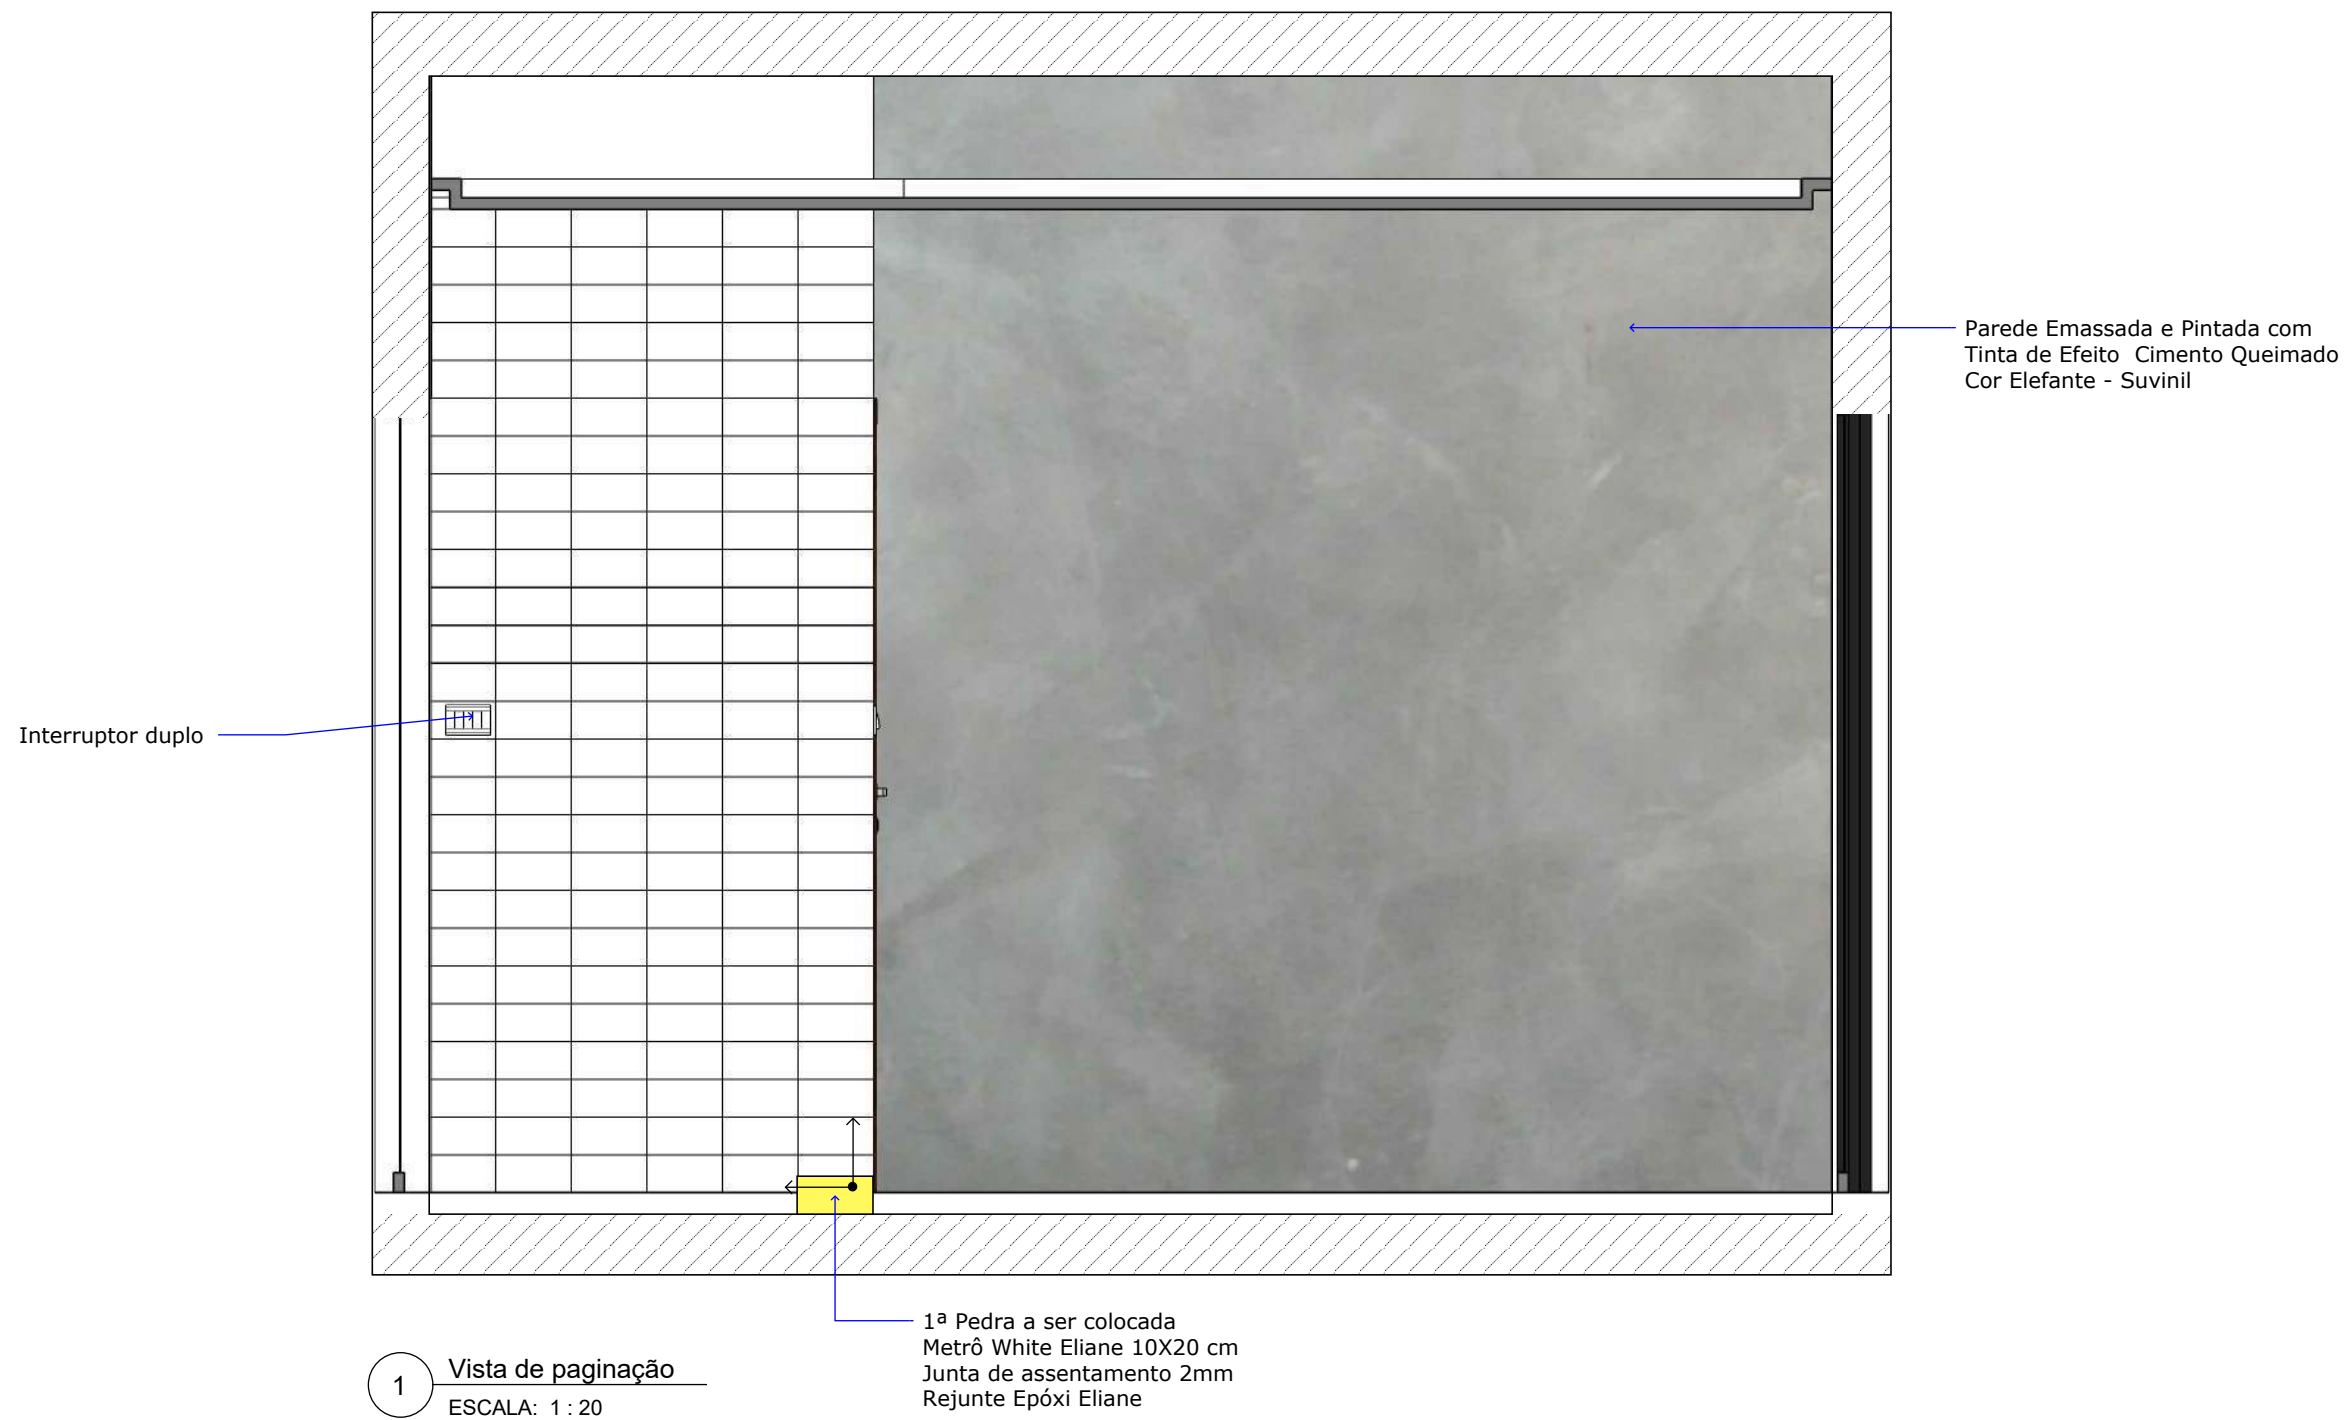 Parede Emassada e Pintada com
Tinta de Efeito  Cimento Queimado
Cor Elefante - Suvinil
Interruptor duplo
1ª Pedra a ser colocada
Metrô White Eliane 10X20 cm
Junta de assentamento 2mm
Rejunte Epóxi Eliane
1
Vista de paginação
ESCALA: 1 : 20